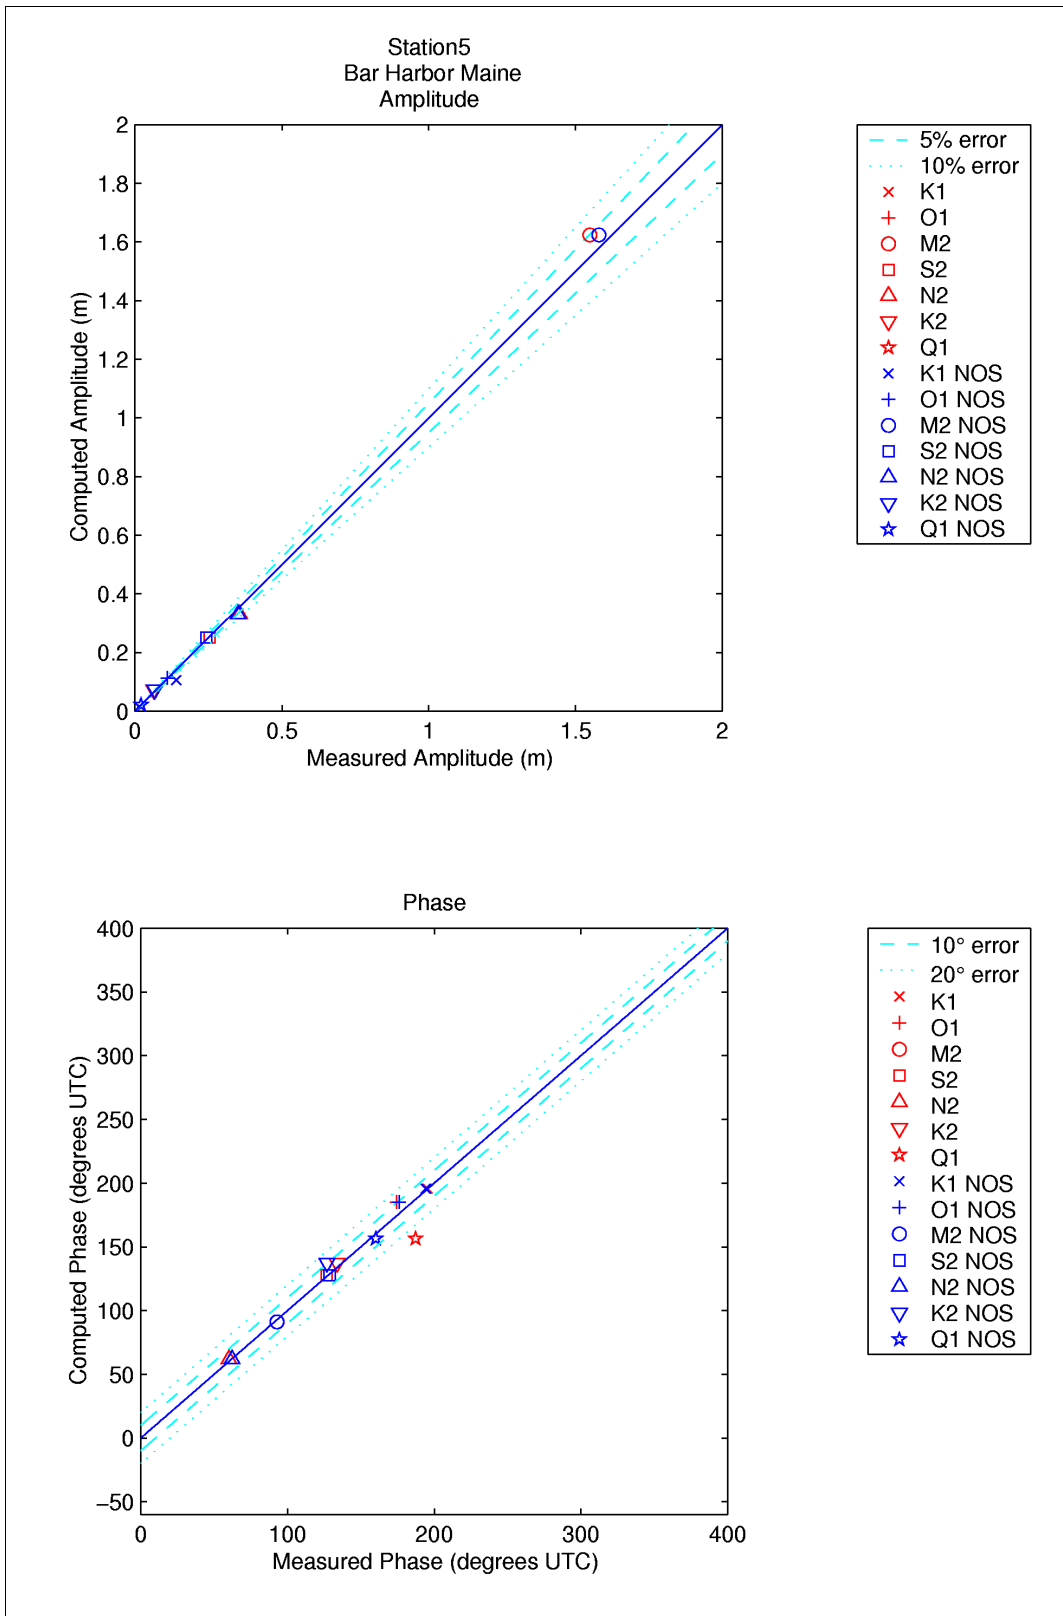 Station5
Bar Harbor Maine
Amplitude
2
1.8
1.6
1.4
1.2
1
0.8
0.6
0.4
0.2
0
Computed Amplitude (m)
0
0.5
1
1.5
2
Measured Amplitude (m)
5% error
10% error
K1
O1
M2
S2
N2
K2
Q1
K1 NOS
O1 NOS
M2 NOS
S2 NOS
N2 NOS
K2 NOS
Q1 NOS
Phase
400
350
300
250
200
150
100
50
0
−50
Computed Phase (degrees UTC)
0
100
200
300
400
Measured Phase (degrees UTC)
10° error
20° error
K1
O1
M2
S2
N2
K2
Q1
K1 NOS
O1 NOS
M2 NOS
S2 NOS
N2 NOS
K2 NOS
Q1 NOS